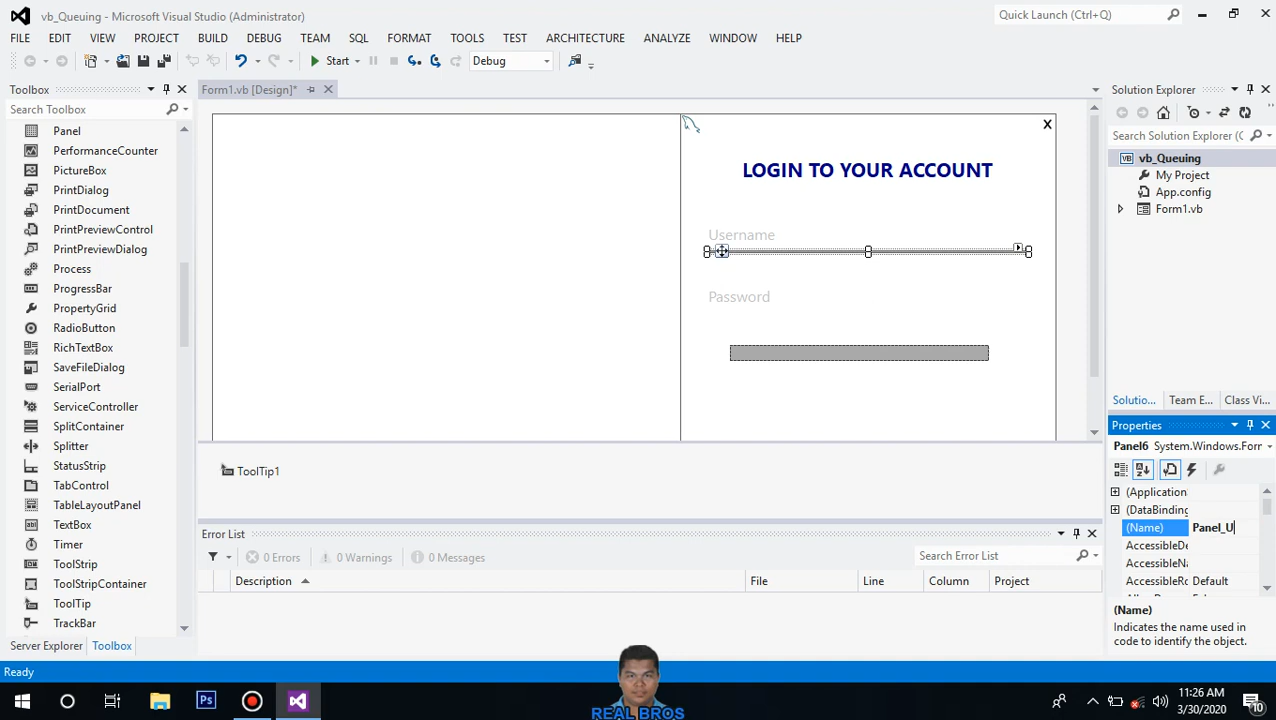 vb_Queuing - Microsoft Visual Studio (Administrator)
Quick Launch (Ctrl+Q)
FILE EDIT VIEW PROJECT BUILD DEBUG TEAM SQL FORMAT TOOLS TEST ARCHITECTURE ANALYZE WINDOW HELP
Start Debug
Toolbox
Form1.vb [Design]*
Solution Explorer
Search Toolbox
Search Solution Explorer (C
Panel
PerformanceCounter
PictureBox
PrintDialog
PrintDocument
PrintPreviewControl
PrintPreviewDialog
Process
ProgressBar
PropertyGrid
RadioButton
RichTextBox
SaveFileDialog
SerialPort
ServiceController
SplitContainer
Splitter
StatusStrip
TabControl
TableLayoutPanel
TextBox
Timer
ToolStrip
ToolStripContainer
ToolTip
TrackBar
Server Explorer Toolbox
X
LOGIN TO YOUR ACCOUNT
Username
Password
ToolTip1
Error List
0 Errors 0 Warnings 0 Messages
Search Error List
Description File Line Column Project
VB vb_Queuing
My Project
App.config
Form1.vb
Solutio... Team E... Class Vi...
Properties
Panel6 System.Windows.Forn
(Application
(DataBinding
(Name) Panel_U
AccessibleDe
AccessibleNa
AccessibleRo Default
(Name)
Indicates the name used in
code to identify the object.
Ready
Ps
REAL BROS
11:26 AM
3/30/2020
10